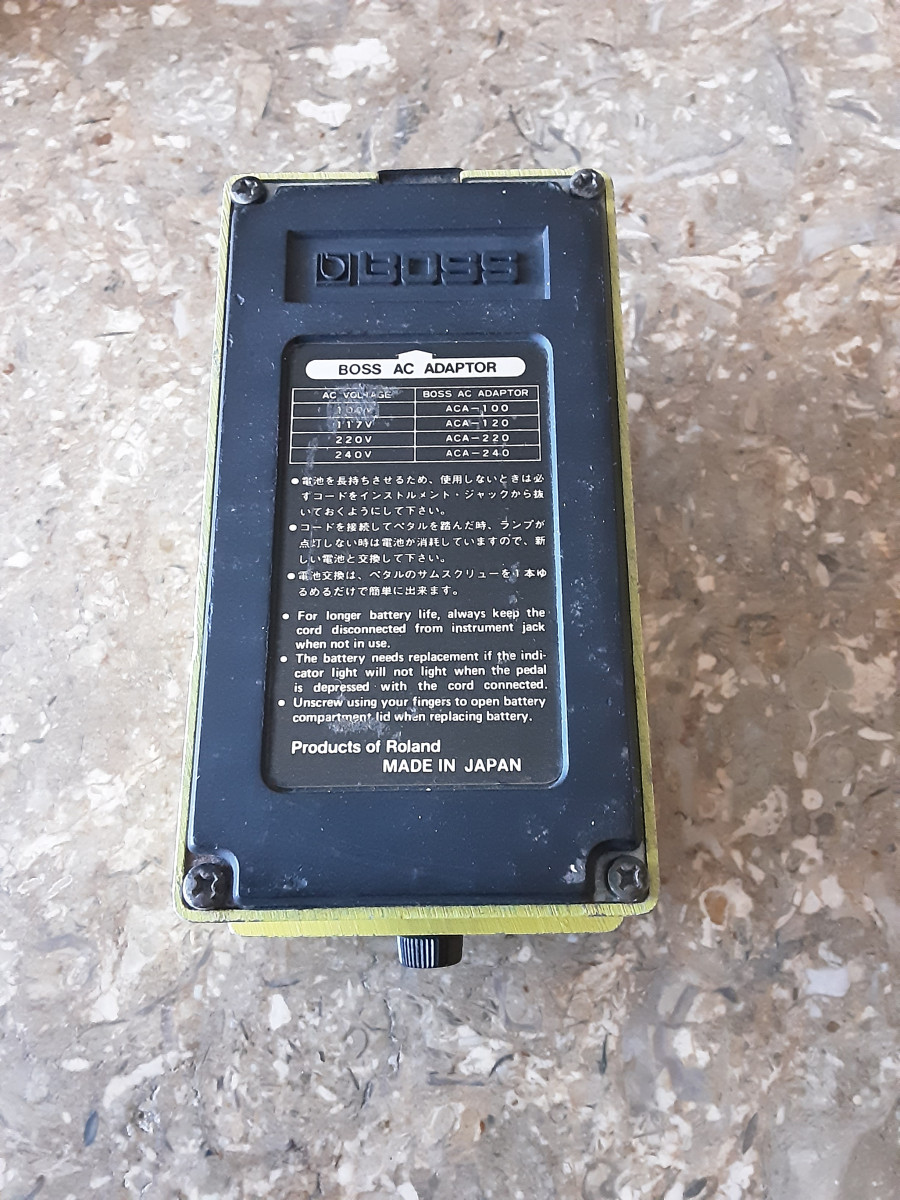 BOSS
BOSS AC ADAPTOR
AC VOLTAGE BOSS AC ADAPTOR
100V ACA-100
117V ACA-120
220V ACA-220
240V ACA-240
●電池を長持ちさせるため、使用しないときは必
ずコードをインストルメント・ジャックから抜
いておくようにして下さい。
●コードを接続してペダルを踏んだ時、ランプが
点灯しない時は電池が消耗していますので、新
しい電池と交換して下さい。
●電池交換は、ペダルのサムスクリューを1本ゆ
るめるだけで簡単に出来ます。
● For longer battery life, always keep the
cord disconnected from instrument jack
when not in use.
● The battery needs replacement if the indi-
cator light will not light when the pedal
is depressed with the cord connected.
● Unscrew using your fingers to open battery
compartment lid when replacing battery.
Products of Roland
MADE IN JAPAN